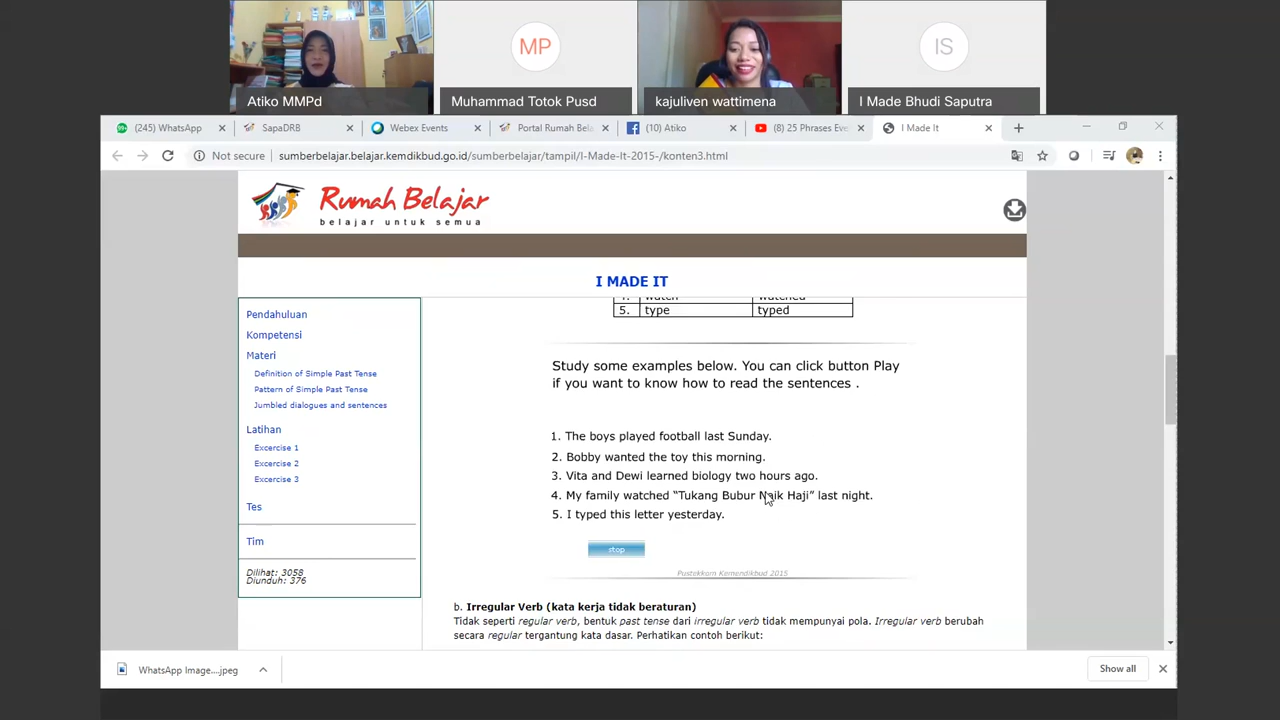 MP
IS
Atiko MMPd
Muhammad Totok Pusd
kajuliven wattimena
I Made Bhudi Saputra
(245) WhatsApp
SapaDRB
Webex Events
Portal Rumah Bela
(10) Atiko
(8) 25 Phrases Eve
I Made It
Not secure
sumberbelajar.belajar.kemdikbud.go.id/sumberbelajar/tampil/I-Made-It-2015-/konten3.html
Rumah Belajar
belajar untuk semua
I MADE IT
Pendahuluan
Kompetensi
Materi
Definition of Simple Past Tense
Pattern of Simple Past Tense
Jumbled dialogues and sentences
Latihan
Excercise 1
Excercise 2
Excercise 3
Tes
Tim
Dilihat: 3058
Diunduh: 376
4. watch watched
5. type typed
Study some examples below. You can click button Play
if you want to know how to read the sentences .
1. The boys played football last Sunday.
2. Bobby wanted the toy this morning.
3. Vita and Dewi learned biology two hours ago.
4. My family watched “Tukang Bubur Naik Haji” last night.
5. I typed this letter yesterday.
stop
Pustekkom Kemendikbud 2015
b. Irregular Verb (kata kerja tidak beraturan)
Tidak seperti regular verb, bentuk past tense dari irregular verb tidak mempunyai pola. Irregular verb berubah
secara regular tergantung kata dasar. Perhatikan contoh berikut:
WhatsApp Image....jpeg
Show all